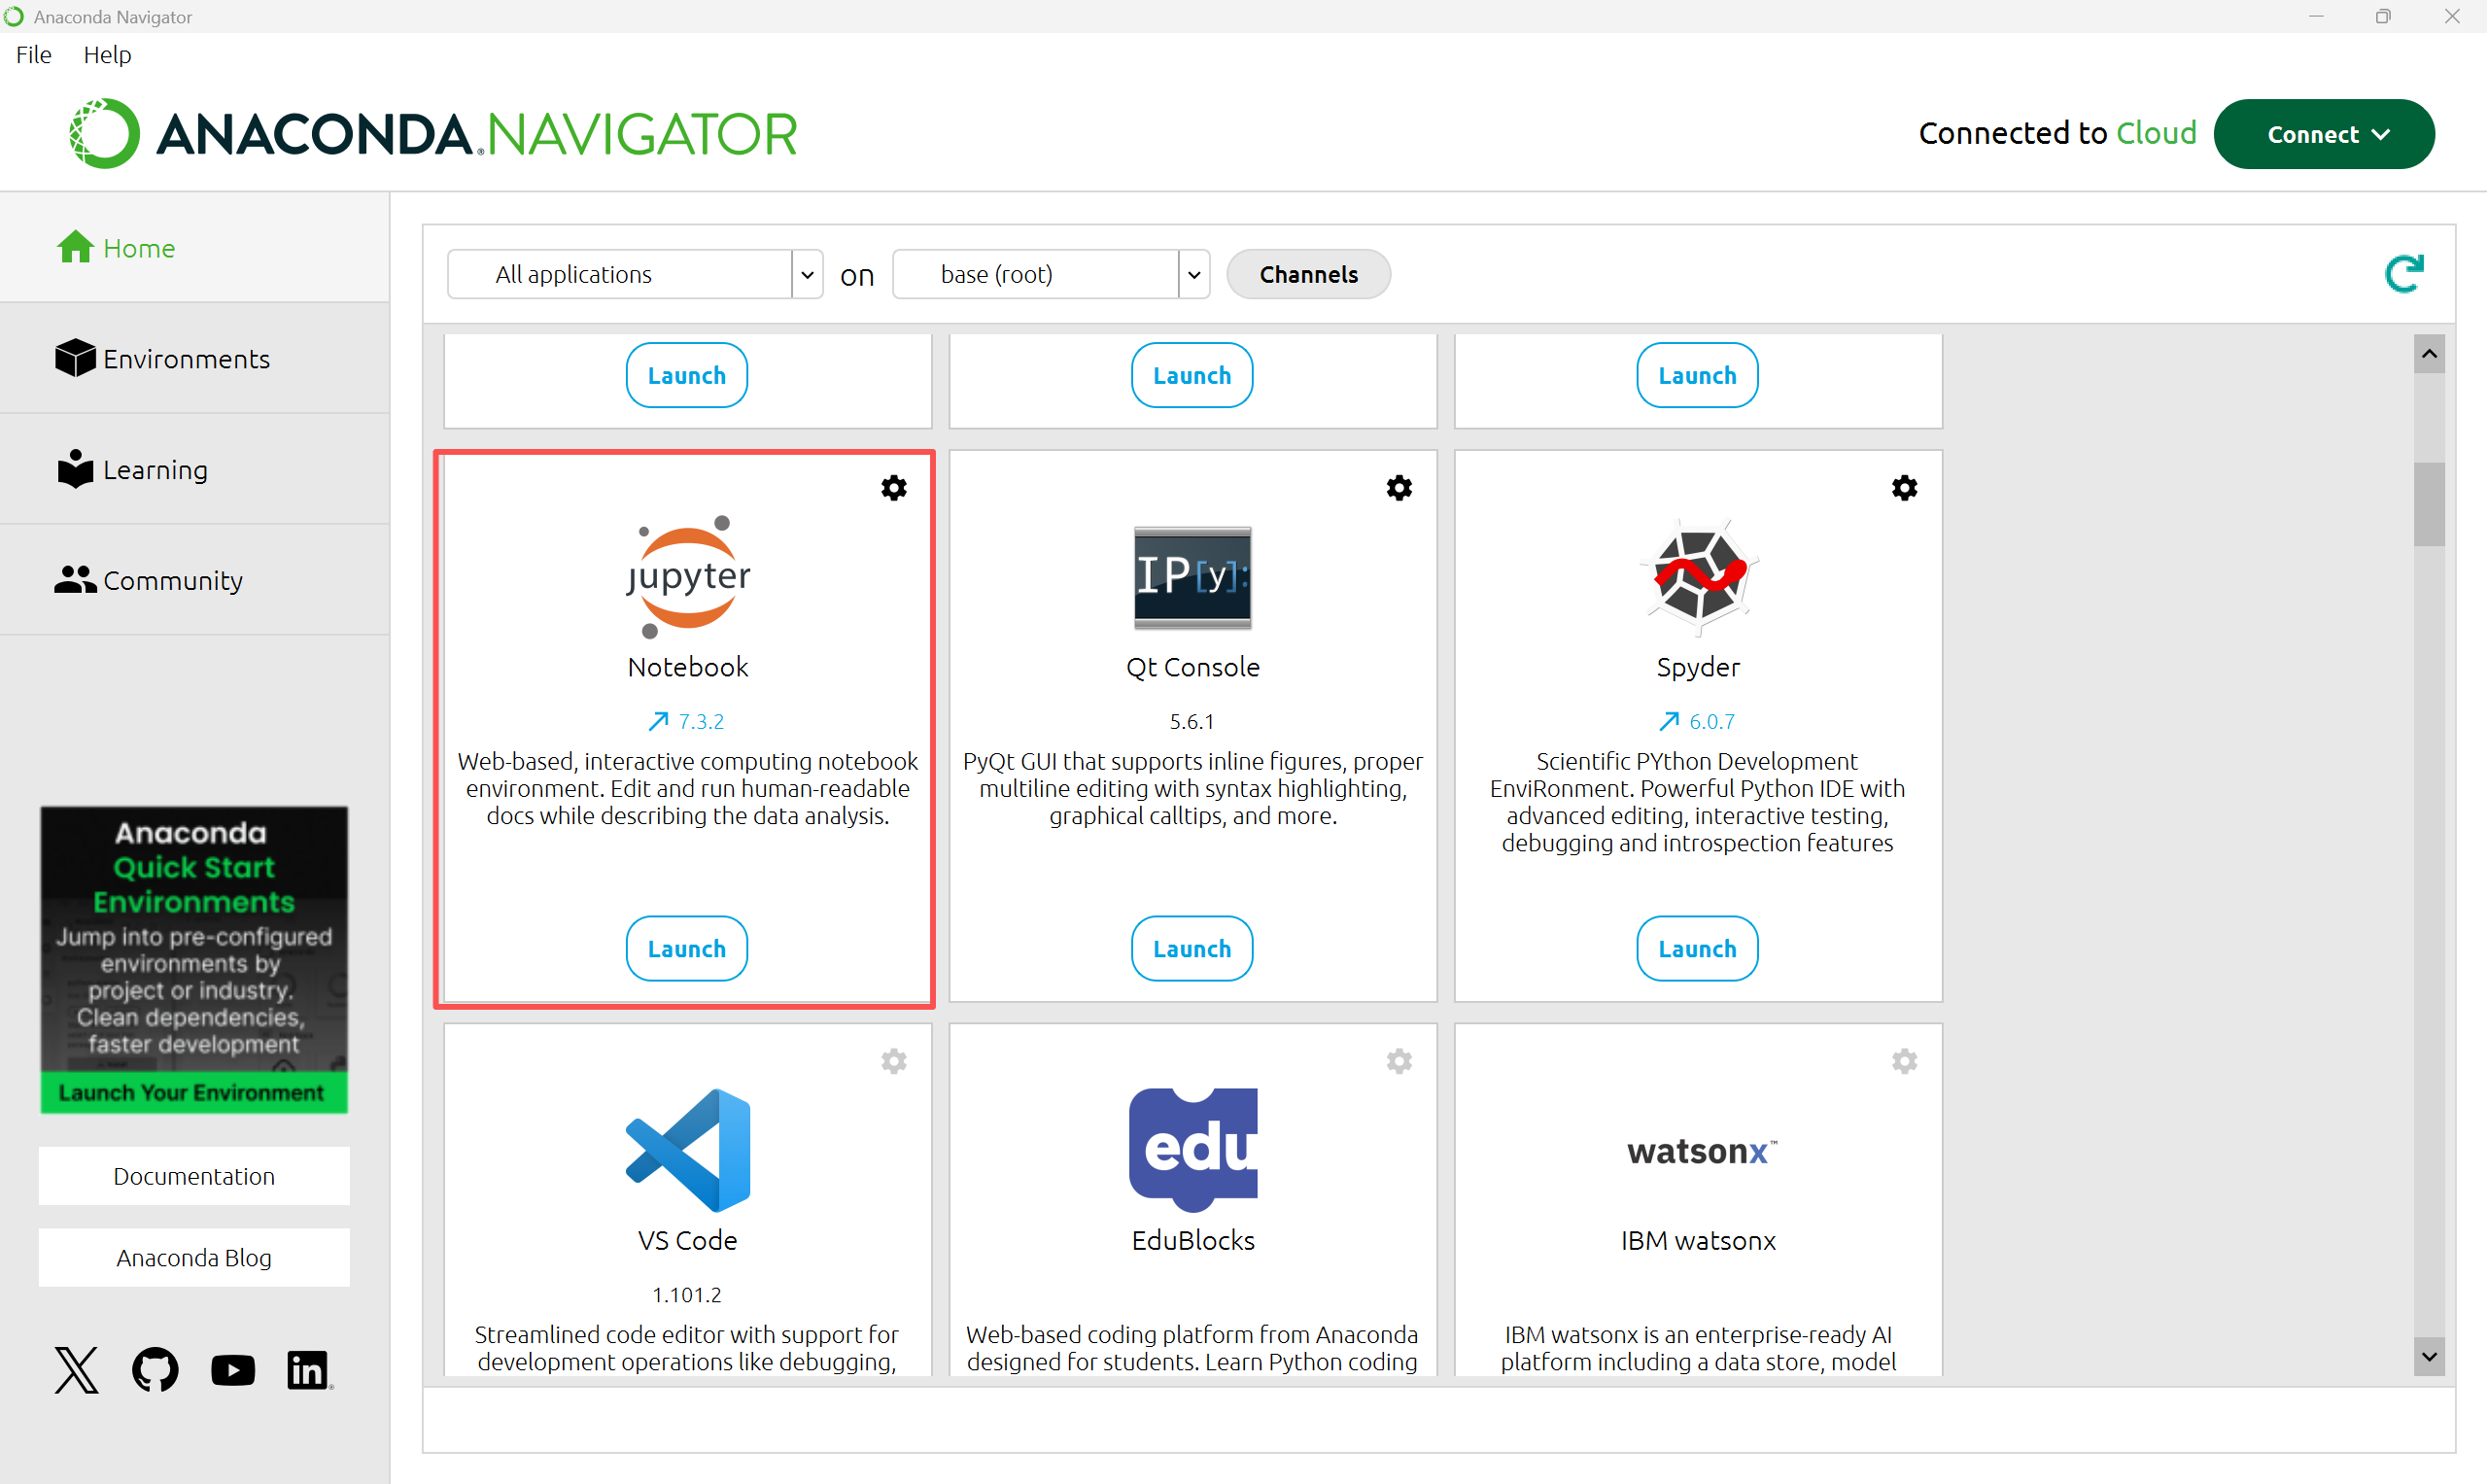 Anaconda Navigator
File Help
ANACONDA.NAVIGATOR
Connected to Cloud
Connect
Home
Environments
Learning
Community
Anaconda
Quick Start
Environments
Jump into pre-configured
environments by
project or industry.
Clean dependencies,
faster development
Launch Your Environment
Documentation
Anaconda Blog
All applications on base (root) Channels
Launch Launch Launch
jupyter
Notebook
7.3.2
Web-based, interactive computing notebook
environment. Edit and run human-readable
docs while describing the data analysis.
Launch
IP[y]:
Qt Console
5.6.1
PyQt GUI that supports inline figures, proper
multiline editing with syntax highlighting,
graphical calltips, and more.
Launch
Spyder
6.0.7
Scientific PYthon Development
EnviRonment. Powerful Python IDE with
advanced editing, interactive testing,
debugging and introspection features
Launch
VS Code
1.101.2
Streamlined code editor with support for
development operations like debugging,
edu
EduBlocks
Web-based coding platform from Anaconda
designed for students. Learn Python coding
watsonx™
IBM watsonx
IBM watsonx is an enterprise-ready AI
platform including a data store, model
in